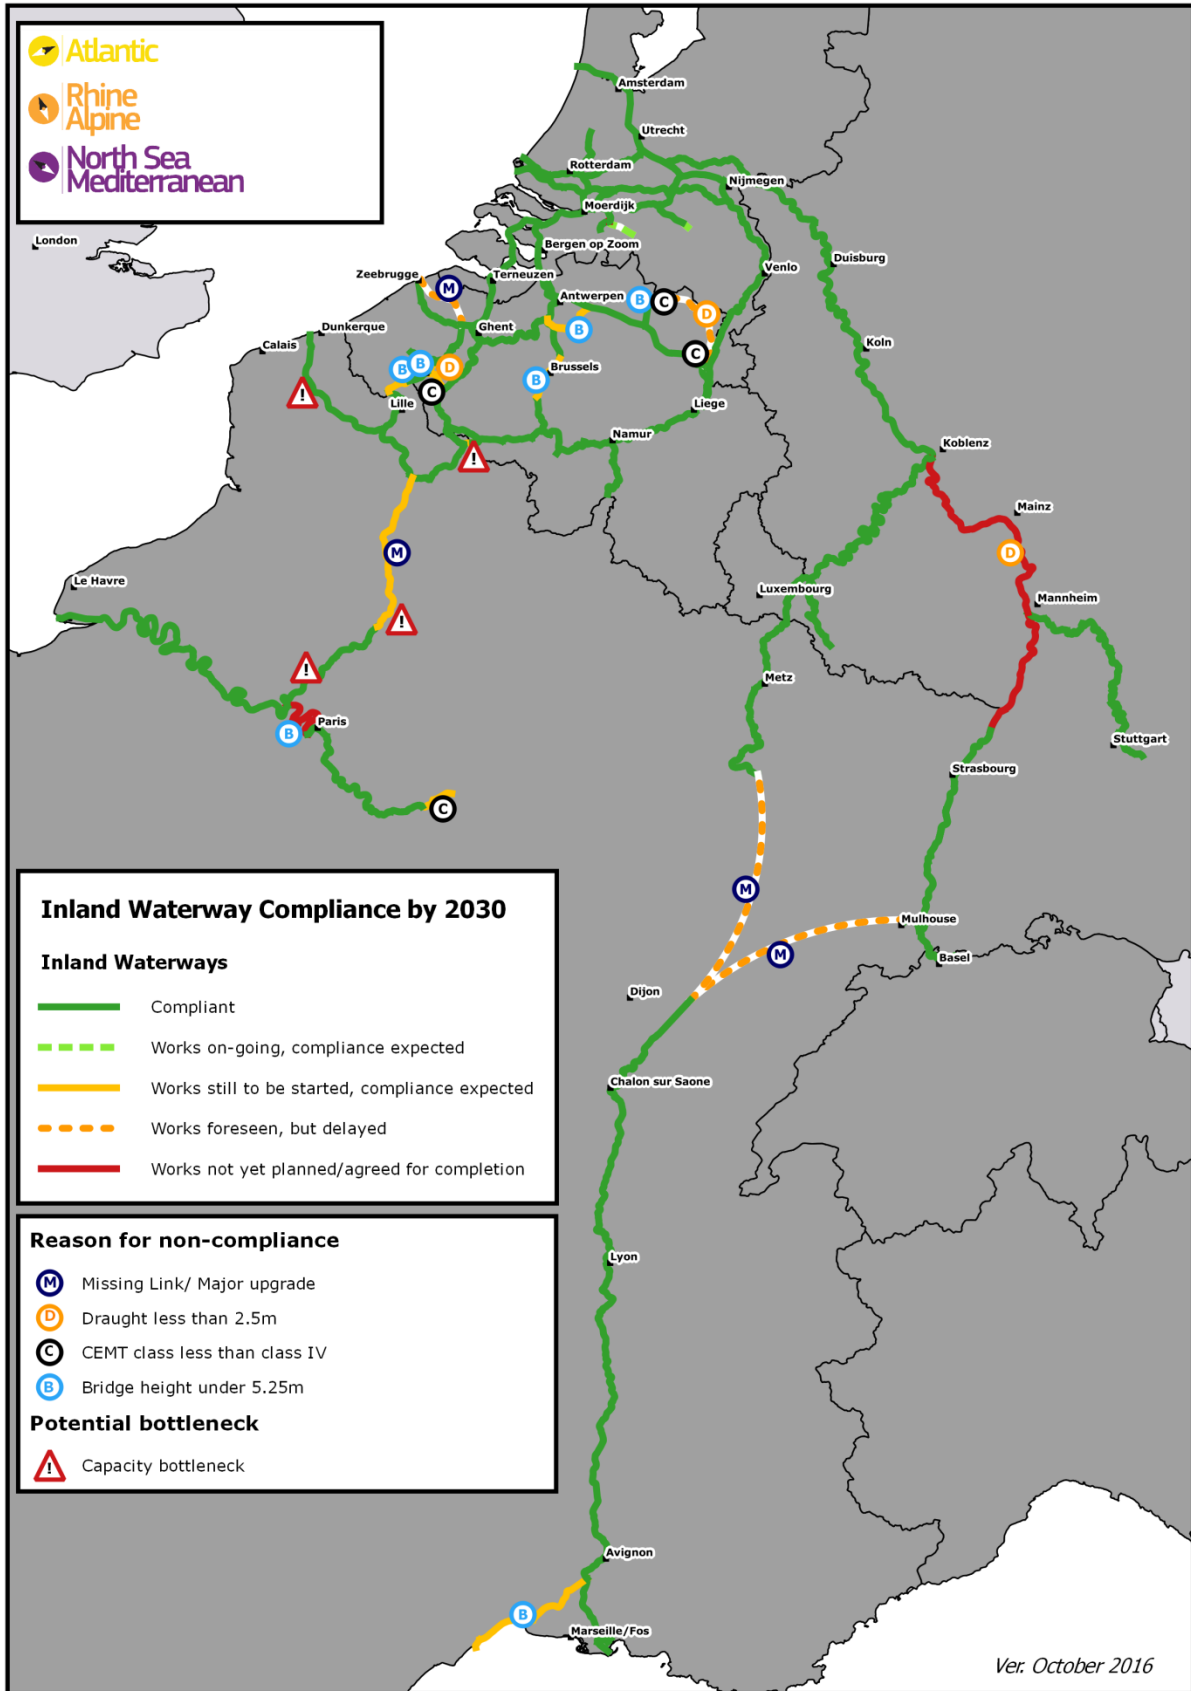 Atlantic
Rhine
Alpine
North Sea
Mediterranean
Amsterdam
Utrecht
Rotterdam
Nijmegen
Moerdijk
London
Bergen op Zoom
Duisburg
Venlo
Zeebrugge
Terneuzen
M
Antwerpen
B
C
D
Dunkerque
Ghent
B
Koln
Calais
C
B
B
D
Brussels
B
C
Lille
Liege
!
Namur
Koblenz
!
Mainz
M
D
Le Havre
Luxembourg
Mannheim
!
!
Metz
Paris
B
Stuttgart
Strasbourg
C
M
Mulhouse
M
Basel
Dijon
Chalon sur Saone
Lyon
Avignon
B
Marseille/Fos
Inland Waterway Compliance by 2030
Inland Waterways
Compliant
Works on-going, compliance expected
Works still to be started, compliance expected
Works foreseen, but delayed
Works not yet planned/agreed for completion
Reason for non-compliance
M Missing Link/ Major upgrade
D Draught less than 2.5m
C CEMT class less than class IV
B Bridge height under 5.25m
Potential bottleneck
! Capacity bottleneck
Ver. October 2016